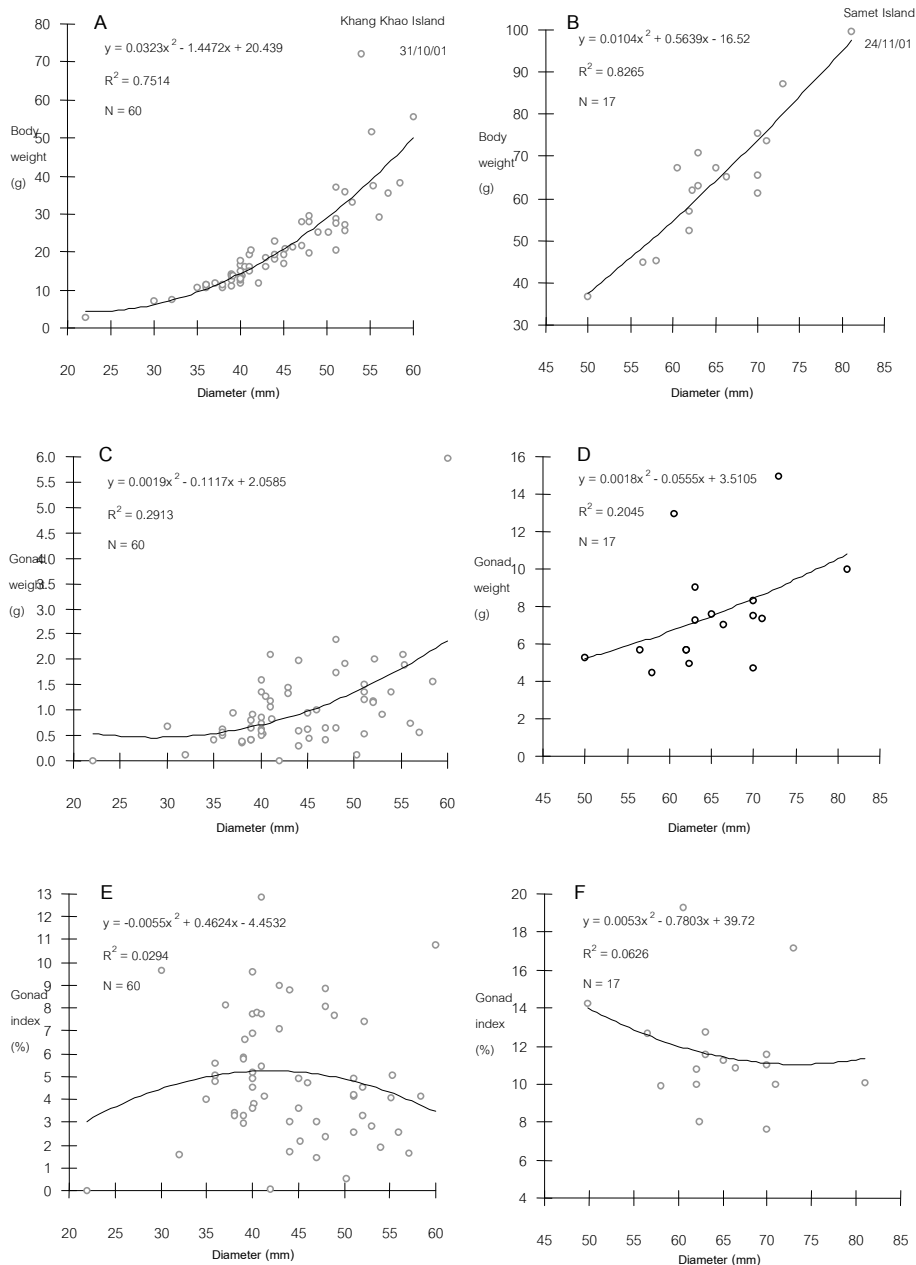 A
Khang Khao Island
31/10/01
y = 0.0323x² - 1.4472x + 20.439
R² = 0.7514
N = 60
Body
weight
(g)
80
70
60
50
40
30
20
10
0
20 25 30 35 40 45 50 55 60
Diameter (mm)
B
Samet Island
24/11/01
y = 0.0104x² + 0.5639x - 16.52
R² = 0.8265
N = 17
Body
weight
(g)
100
90
80
70
60
50
40
30
45 50 55 60 65 70 75 80 85
Diameter (mm)
C
y = 0.0019x² - 0.1117x + 2.0585
R² = 0.2913
N = 60
Gonad
weight
(g)
6.0
5.5
5.0
4.5
4.0
3.5
3.0
2.5
2.0
1.5
1.0
0.5
0.0
20 25 30 35 40 45 50 55 60
Diameter (mm)
D
y = 0.0018x² - 0.0555x + 3.5105
R² = 0.2045
N = 17
Gonad
weight
(g)
16
14
12
10
8
6
4
2
0
45 50 55 60 65 70 75 80 85
Diameter (mm)
E
y = -0.0055x² + 0.4624x - 4.4532
R² = 0.0294
N = 60
Gonad
index
(%)
13
12
11
10
9
8
7
6
5
4
3
2
1
0
20 25 30 35 40 45 50 55 60
Diameter (mm)
F
y = 0.0053x² - 0.7803x + 39.72
R² = 0.0626
N = 17
Gonad
index
(%)
20
18
16
14
12
10
8
6
4
45 50 55 60 65 70 75 80 85
Diameter (mm)